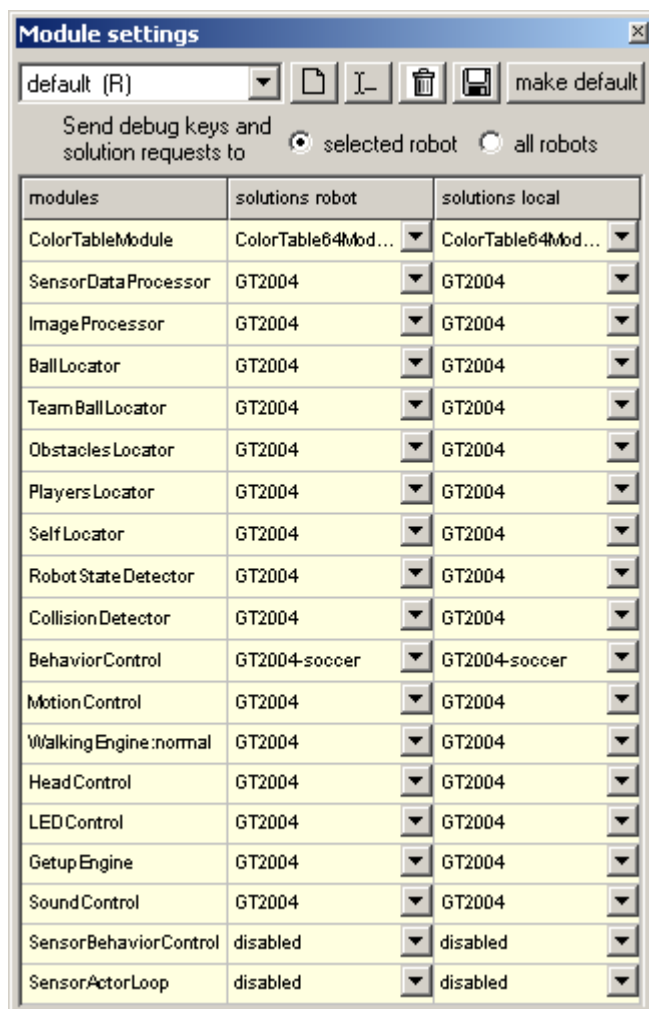 Module settings
default (R) make default
Send debug keys and
solution requests to selected robot all robots
modules solutions robot solutions local
ColorTableModule ColorTable64Mod... ColorTable64Mod...
SensorDataProcessor GT2004 GT2004
ImageProcessor GT2004 GT2004
BallLocator GT2004 GT2004
TeamBallLocator GT2004 GT2004
ObstaclesLocator GT2004 GT2004
PlayersLocator GT2004 GT2004
SelfLocator GT2004 GT2004
RobotStateDetector GT2004 GT2004
CollisionDetector GT2004 GT2004
BehaviorControl GT2004-soccer GT2004-soccer
MotionControl GT2004 GT2004
WalkingEngine:normal GT2004 GT2004
HeadControl GT2004 GT2004
LEDControl GT2004 GT2004
GetupEngine GT2004 GT2004
SoundControl GT2004 GT2004
SensorBehaviorControl disabled disabled
SensorActorLoop disabled disabled